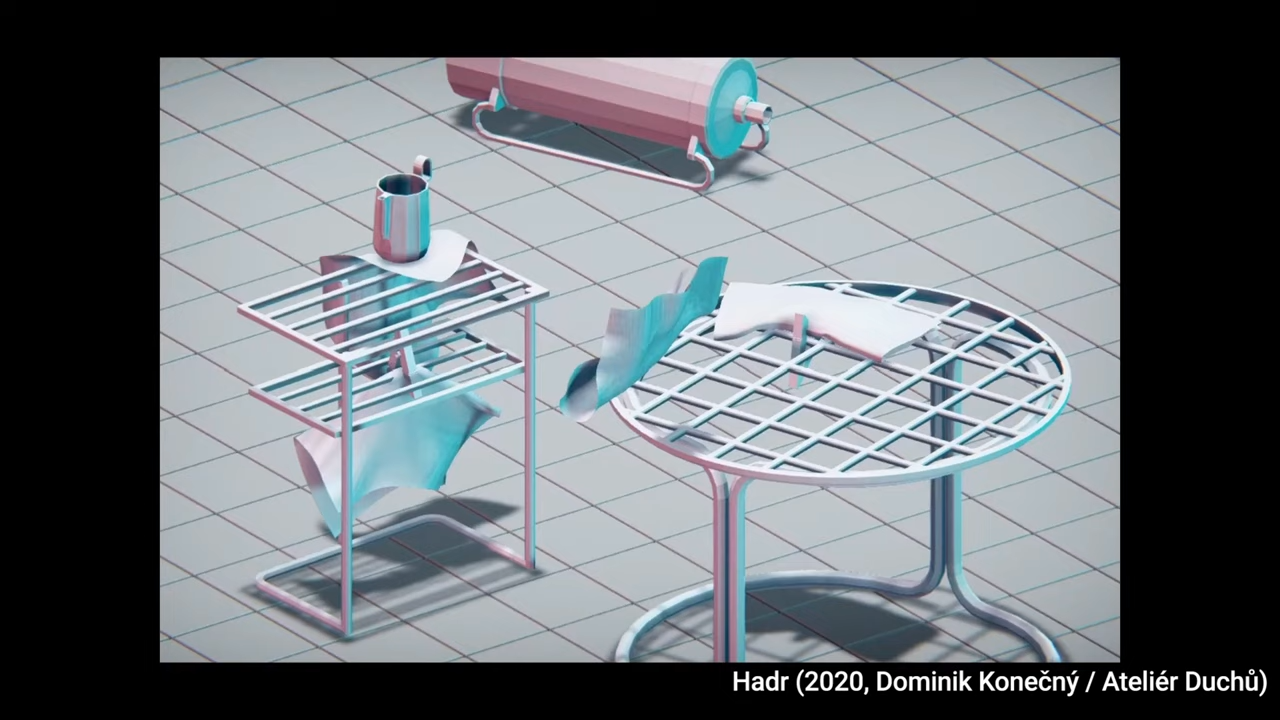 Hadr (2020, Dominik Konečný / Ateliér Duchů)